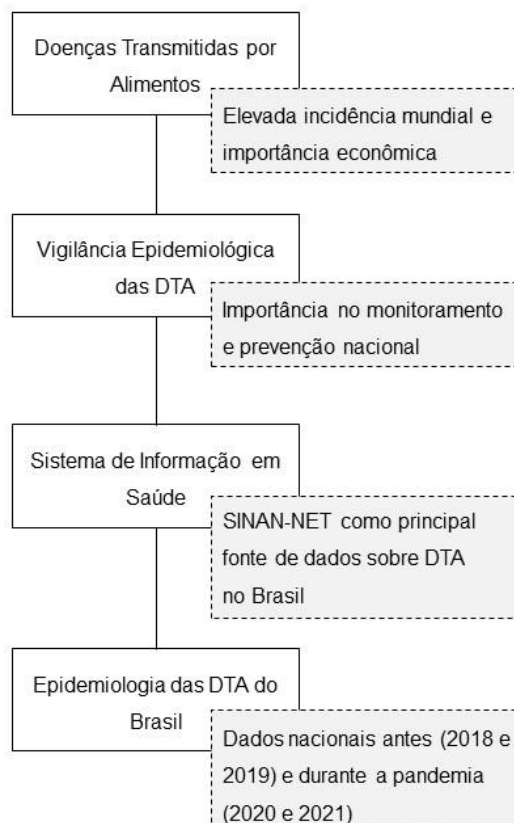 Doenças Transmitidas por
Alimentos
Elevada incidência mundial e
importância econômica
Vigilância Epidemiológica
das DTA
Importância no monitoramento
e prevenção nacional
Sistema de Informação em
Saúde
SINAN-NET como principal
fonte de dados sobre DTA
no Brasil
Epidemiologia das DTA do
Brasil
Dados nacionais antes (2018 e
2019) e durante a pandemia
(2020 e 2021)